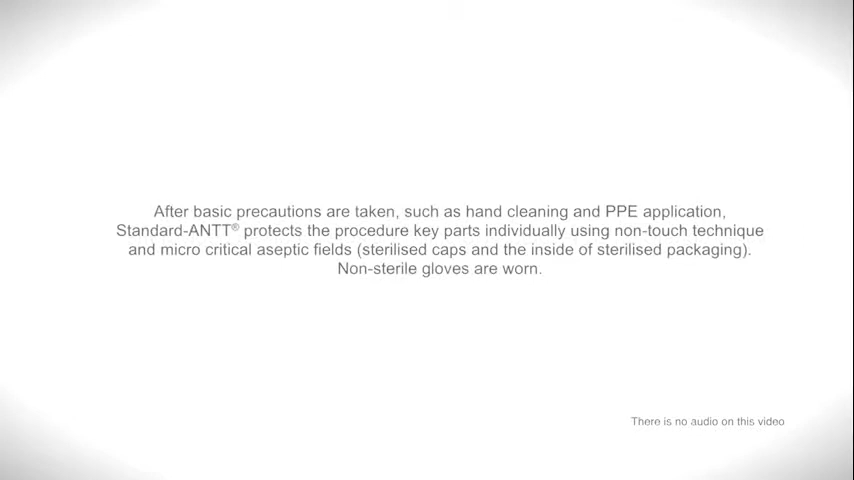 After basic precautions are taken, such as hand cleaning and PPE application,
Standard-ANTT® protects the procedure key parts individually using non-touch technique
and micro critical aseptic fields (sterilised caps and the inside of sterilised packaging).
Non-sterile gloves are worn.
There is no audio on this video